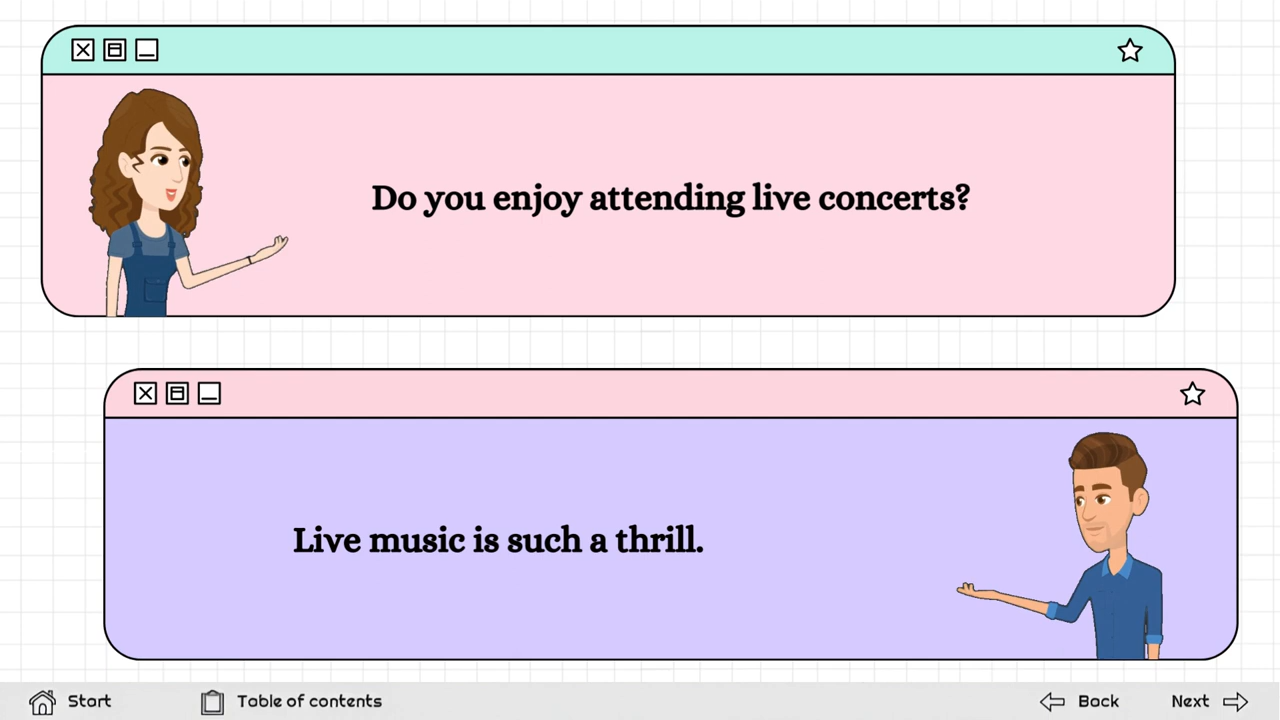 Do you enjoy attending live concerts?
Live music is such a thrill.
Start
Table of contents
Back
Next